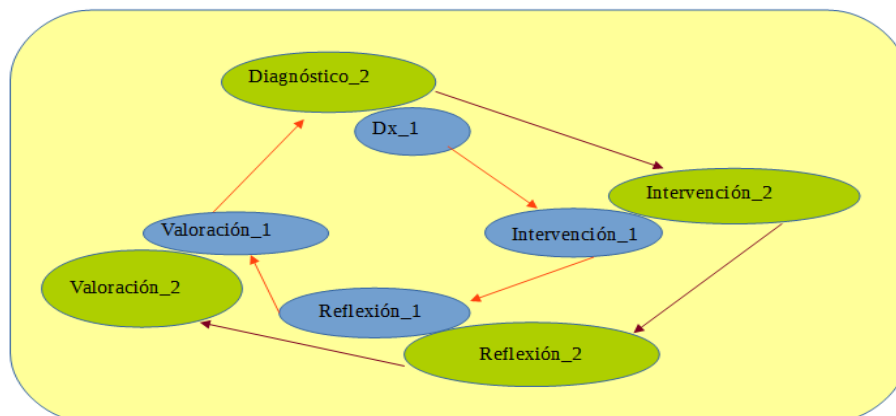 Diagnóstico_2
Dx_1
Intervención_2
Valoración_1
Intervención_1
Valoración_2
Reflexión_1
Reflexión_2